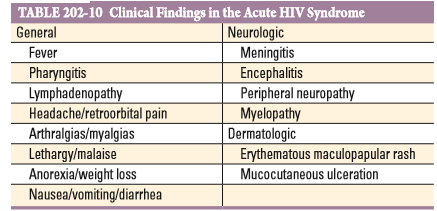 TABLE 202-10 Clinical Findings in the Acute HIV Syndrome
General
Fever
Pharyngitis
Lymphadenopathy
Headache/retroorbital pain
Arthralgias/myalgias
Lethargy/malaise
Anorexia/weight loss
Nausea/vomiting/diarrhea
Neurologic
Meningitis
Encephalitis
Peripheral neuropathy
Myelopathy
Dermatologic
Erythematous maculopapular rash
Mucocutaneous ulceration